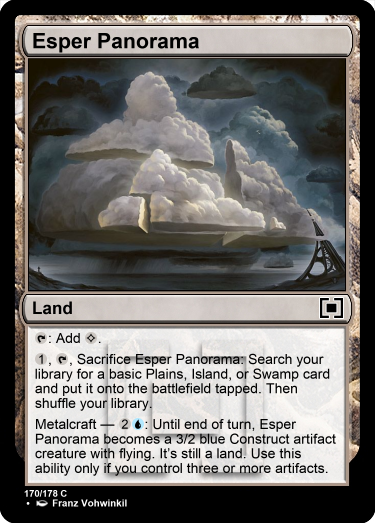 Esper Panorama
Land
: Add .
1, , Sacrifice Esper Panorama: Search your
library for a basic Plains, Island, or Swamp card
and put it onto the battlefield tapped. Then
shuffle your library.
Metalcraft — 2 : Until end of turn, Esper
Panorama becomes a 3/2 blue Construct artifact
creature with flying. It's still a land. Use this
ability only if you control three or more artifacts.
170/178 C
• Franz Vohwinkil